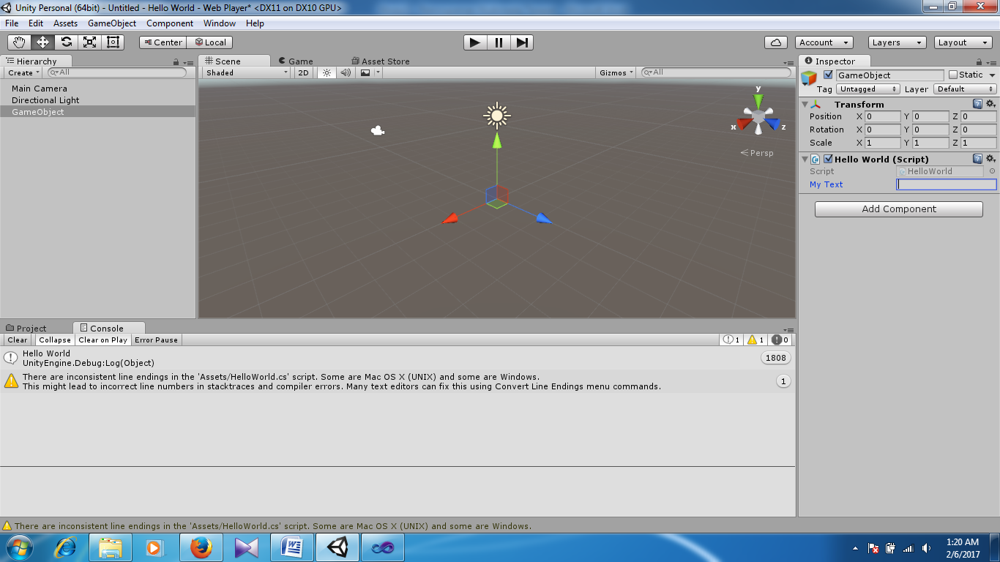 Unity Personal (64bit) - Untitled - Hello World - Web Player* <DX11 on DX10 GPU>
File Edit Assets GameObject Component Window Help
Center Local Account Layers Layout
Hierarchy
Create All
Main Camera
Directional Light
GameObject
Scene Game Asset Store
Shaded 2D Gizmos All
y
x z
Persp
Inspector
GameObject Static
Tag Untagged Layer Default
Transform
Position X 0 Y 0 Z 0
Rotation X 0 Y 0 Z 0
Scale X 1 Y 1 Z 1
Hello World (Script)
Script HelloWorld
My Text
Add Component
Project Console
Clear Collapse Clear on Play Error Pause 1 1 0
Hello World
UnityEngine.Debug:Log(Object)
1808
There are inconsistent line endings in the 'Assets/HelloWorld.cs' script. Some are Mac OS X (UNIX) and some are Windows.
This might lead to incorrect line numbers in stacktraces and compiler errors. Many text editors can fix this using Convert Line Endings menu commands.
1
There are inconsistent line endings in the 'Assets/HelloWorld.cs' script. Some are Mac OS X (UNIX) and some are Windows.
1:20 AM
2/6/2017